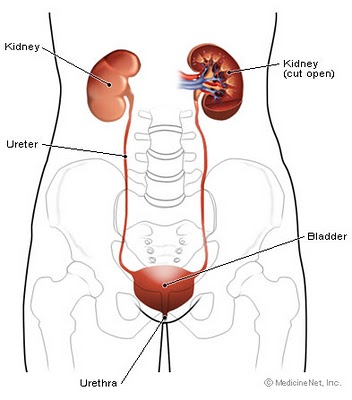 Kidney
Kidney
(cut open)
Ureter
Bladder
Urethra
© MedicineNet, Inc.